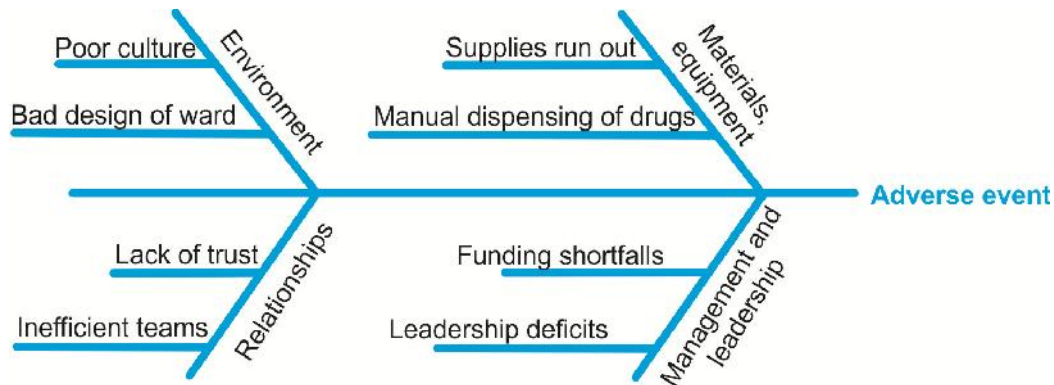 Poor culture
Bad design of ward
Environment
Supplies run out
Manual dispensing of drugs
Materials,
equipment
Adverse event
Lack of trust
Inefficient teams
Relationships
Funding shortfalls
Leadership deficits
Management and
leadership